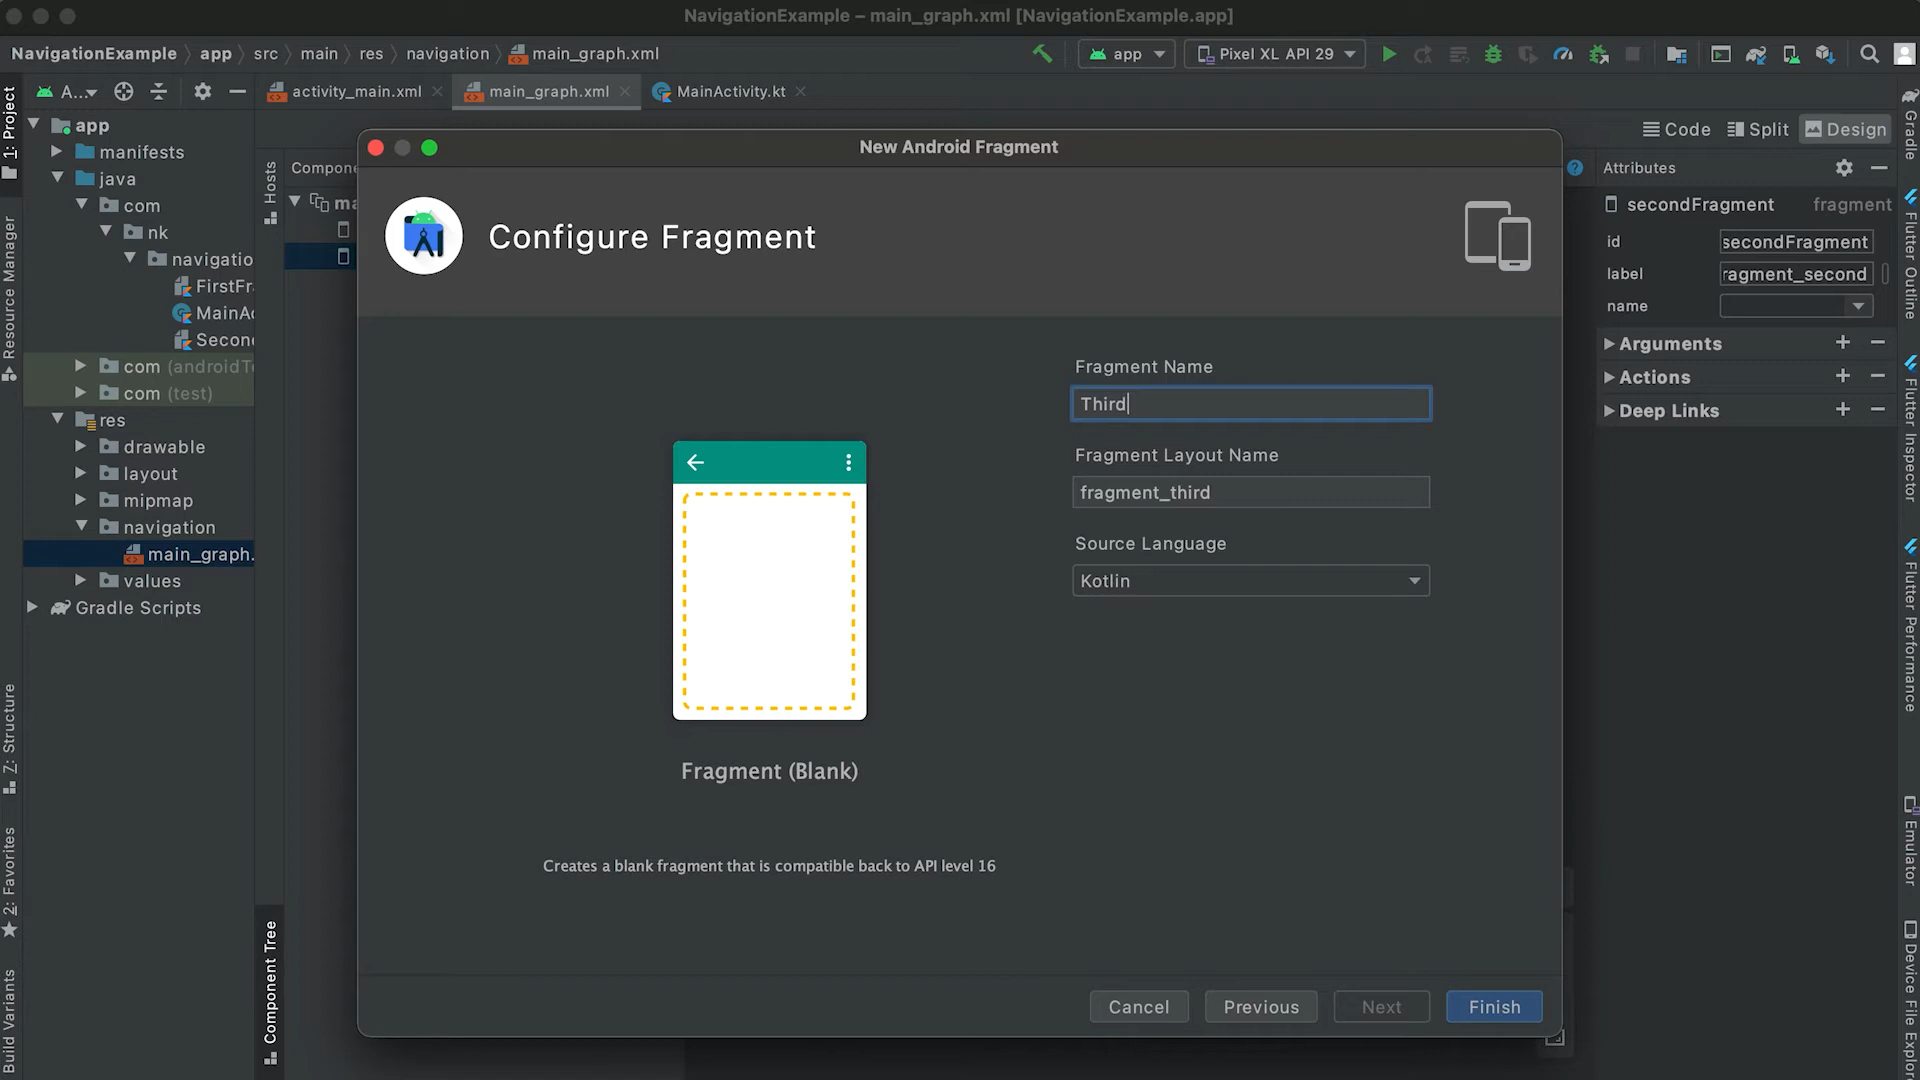 NavigationExample – main_graph.xml [NavigationExample.app]
NavigationExample app src main res navigation main_graph.xml
app
Pixel XL API 29
A...
activity_main.xml
main_graph.xml
MainActivity.kt
Code
Split
Design
1: Project
Resource Manager
Z: Structure
2: Favorites
Build Variants
app
manifests
java
com
nk
navigatio
FirstFr
MainAc
Secon
com (androidTe
com (test)
res
drawable
layout
mipmap
navigation
main_graph.
values
Gradle Scripts
Hosts
Compone
ma
Component Tree
New Android Fragment
Configure Fragment
Fragment (Blank)
Creates a blank fragment that is compatible back to API level 16
Fragment Name
Third
Fragment Layout Name
fragment_third
Source Language
Kotlin
Cancel
Previous
Next
Finish
Attributes
secondFragment fragment
id secondFragment
label ragment_second
name
Arguments
Actions
Deep Links
Gradle
Flutter Outline
Flutter Inspector
Flutter Performance
Emulator
Device File Explor